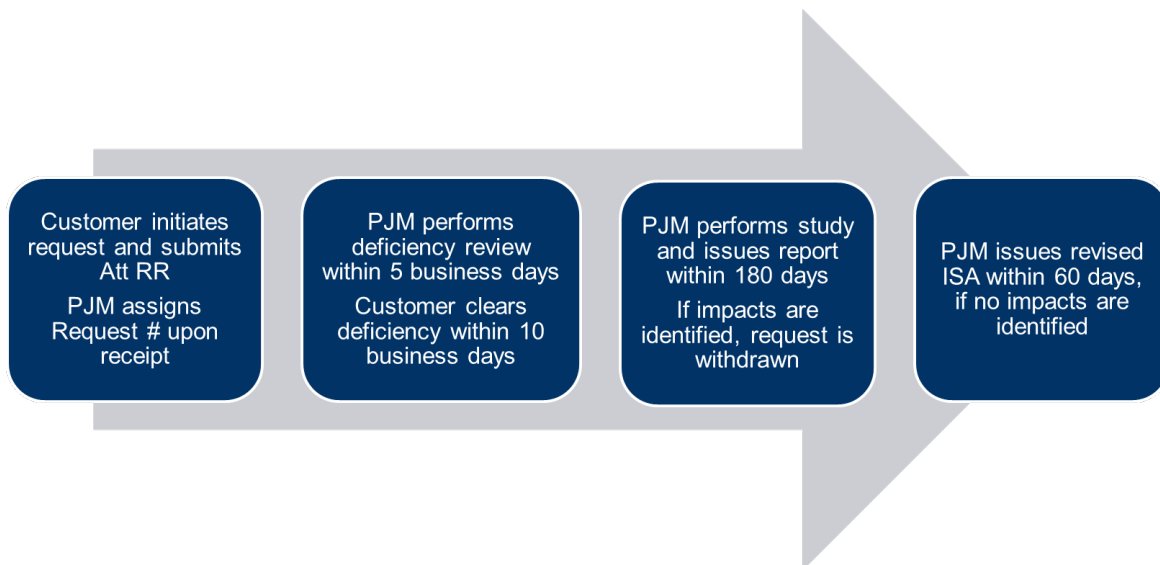 Customer initiates
request and submits
Att RR
PJM assigns
Request # upon
receipt
PJM performs
deficiency review
within 5 business days
Customer clears
deficiency within 10
business days
PJM performs study
and issues report
within 180 days
If impacts are
identified, request is
withdrawn
PJM issues revised
ISA within 60 days,
if no impacts are
identified